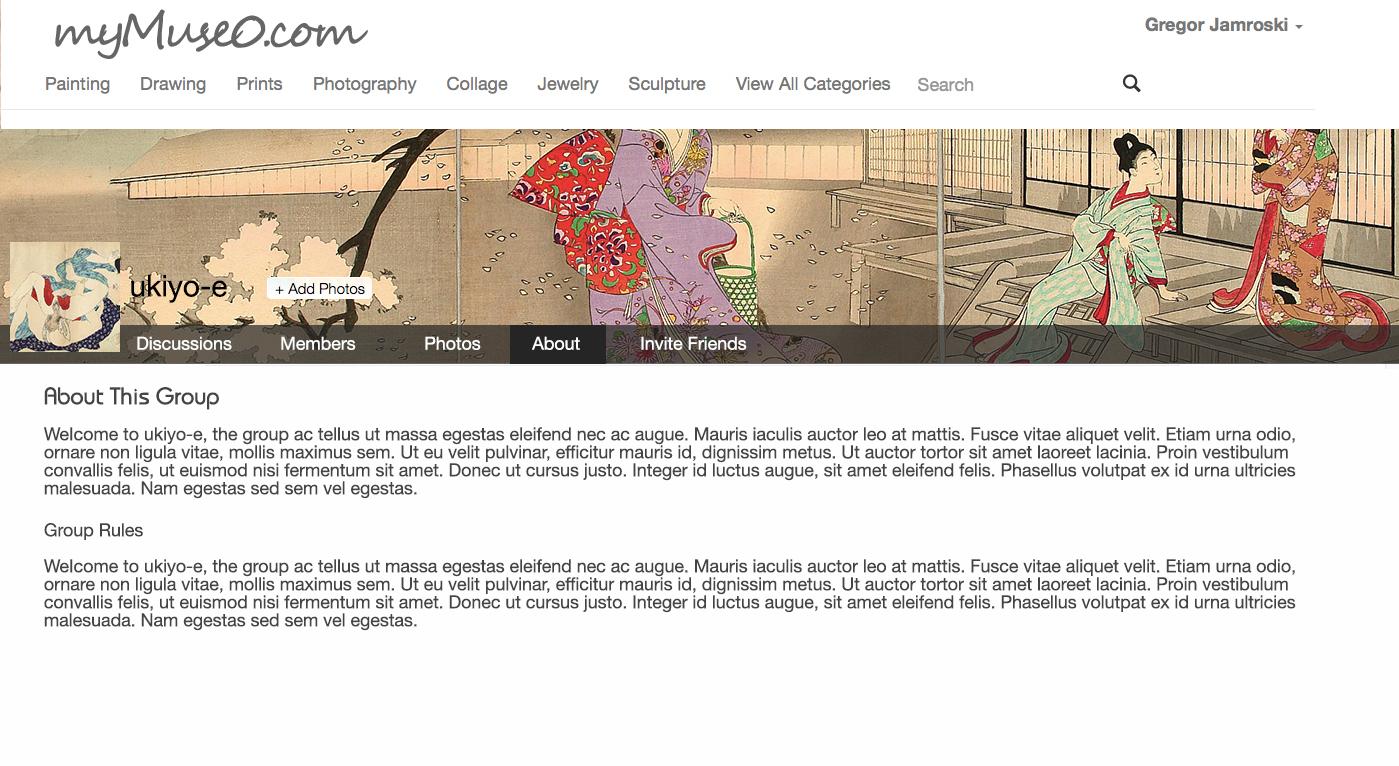 myMuseO.com
Gregor Jamroski
Painting Drawing Prints Photography Collage Jewelry Sculpture View All Categories Search
ukiyo-e
+ Add Photos
Discussions Members Photos About Invite Friends
About This Group
Welcome to ukiyo-e, the group ac tellus ut massa egestas eleifend nec ac augue. Mauris iaculis auctor leo at mattis. Fusce vitae aliquet velit. Etiam urna odio,
ornare non ligula vitae, mollis maximus sem. Ut eu velit pulvinar, efficitur mauris id, dignissim metus. Ut auctor tortor sit amet laoreet lacinia. Proin vestibulum
convallis felis, ut euismod nisi fermentum sit amet. Donec ut cursus justo. Integer id luctus augue, sit amet eleifend felis. Phasellus volutpat ex id urna ultricies
malesuada. Nam egestas sed sem vel egestas.
Group Rules
Welcome to ukiyo-e, the group ac tellus ut massa egestas eleifend nec ac augue. Mauris iaculis auctor leo at mattis. Fusce vitae aliquet velit. Etiam urna odio,
ornare non ligula vitae, mollis maximus sem. Ut eu velit pulvinar, efficitur mauris id, dignissim metus. Ut auctor tortor sit amet laoreet lacinia. Proin vestibulum
convallis felis, ut euismod nisi fermentum sit amet. Donec ut cursus justo. Integer id luctus augue, sit amet eleifend felis. Phasellus volutpat ex id urna ultricies
malesuada. Nam egestas sed sem vel egestas.